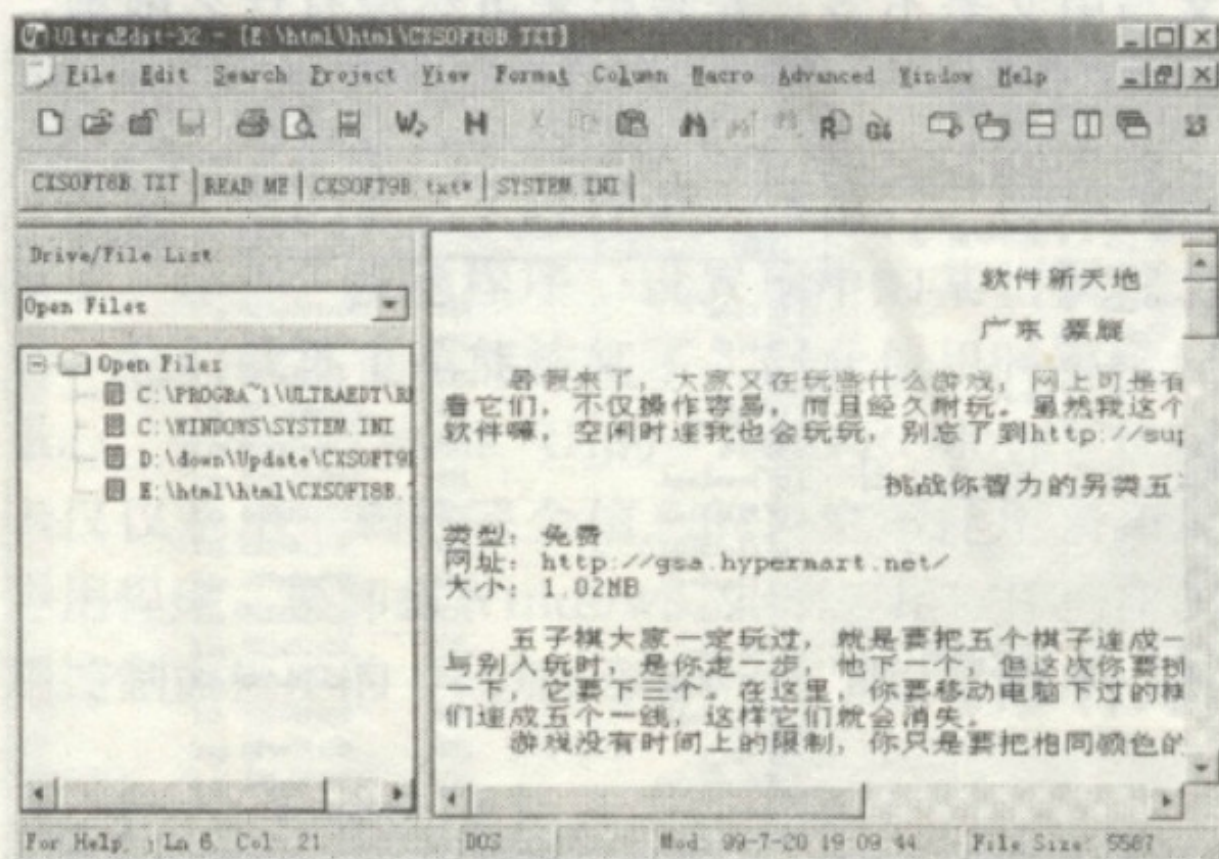 UltraEdit-32 - [E:\html\html\CXSOFT8B.TXT]
File Edit Search Project View Format Column Macro Advanced Window Help
CXSOFT8B.TXT READ ME CXSOFT9B.txt* SYSTEM.INI
Drive/File List
Open Files
Open Files
C:\PROGRA~1\ULTRAEDT\RE
C:\WINDOWS\SYSTEM.INI
D:\down\Update\CXSOFT9B
E:\html\html\CXSOFT8B.T
软件新天地
广东
暑假来了，大家又在玩些什么游戏，网上可是有
看它们，不仅操作容易，而且经久耐玩。虽然我这个
软件嘛，空闲时连我也会玩玩，别忘了到http://sup
挑战你智力的另类五
类型：免费
网址：http://gsa.hypermart.net/
大小：1.02MB
五子棋大家一定玩过，就是要把五个棋子连成一
与别人玩时，是你走一步，他下一个，但这次你要
一下，它要下三个。在这里，你要移动电脑下过的棋
们连成五个一线，这样它们就会消失。
游戏没有时间上的限制，你只是要把相同颜色的
For Help, Ln 6, Col. 21 DOS Mod: 99-7-20 19:09:44 File Size: 5587